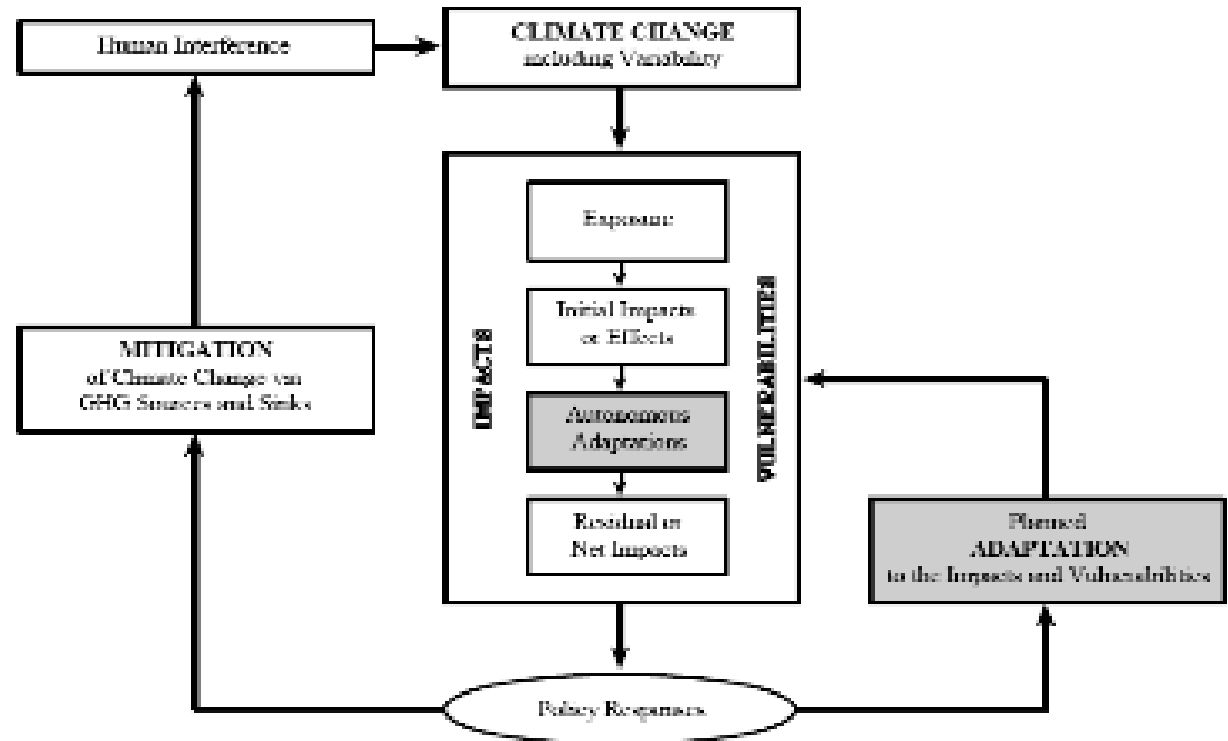 Human Interference
CLIMATE CHANGE
including Variability
Exposure
Initial Impacts
or Effects
IMPACTS
VULNERABILITIES
Autonomous
Adaptations
Residual or
Net Impacts
MITIGATION
of Climate Change via
GHG Sources and Sinks
Planned
ADAPTATION
to the Impacts and Vulnerabilities
Policy Responses